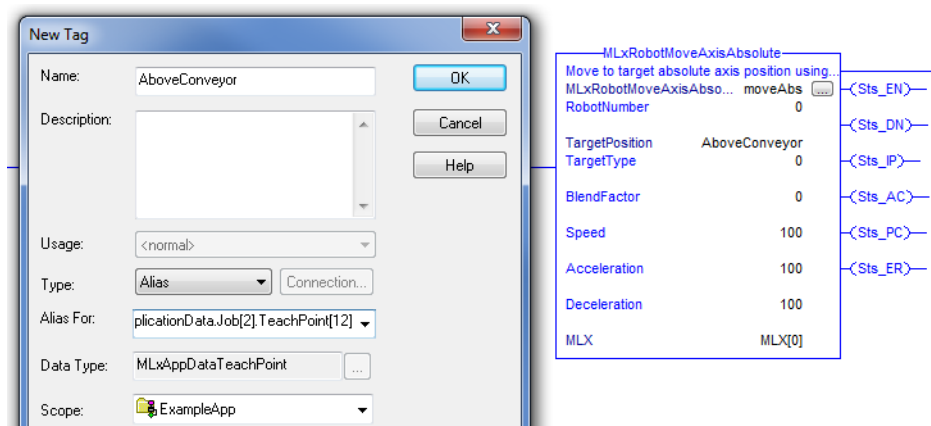 New Tag
Name:
AboveConveyor
OK
Description:
Cancel
Help
Usage:
<normal>
Type:
Alias
Connection...
Alias For:
plicationData.Job[2].TeachPoint[12]
Data Type:
MLxAppDataTeachPoint
...
Scope:
ExampleApp
MLxRobotMoveAxisAbsolute
Move to target absolute axis position using...
MLxRobotMoveAxisAbso... moveAbs ...
RobotNumber 0
TargetPosition AboveConveyor
TargetType 0
BlendFactor 0
Speed 100
Acceleration 100
Deceleration 100
MLX MLX[0]
(Sts_EN)
(Sts_DN)
(Sts_IP)
(Sts_AC)
(Sts_PC)
(Sts_ER)